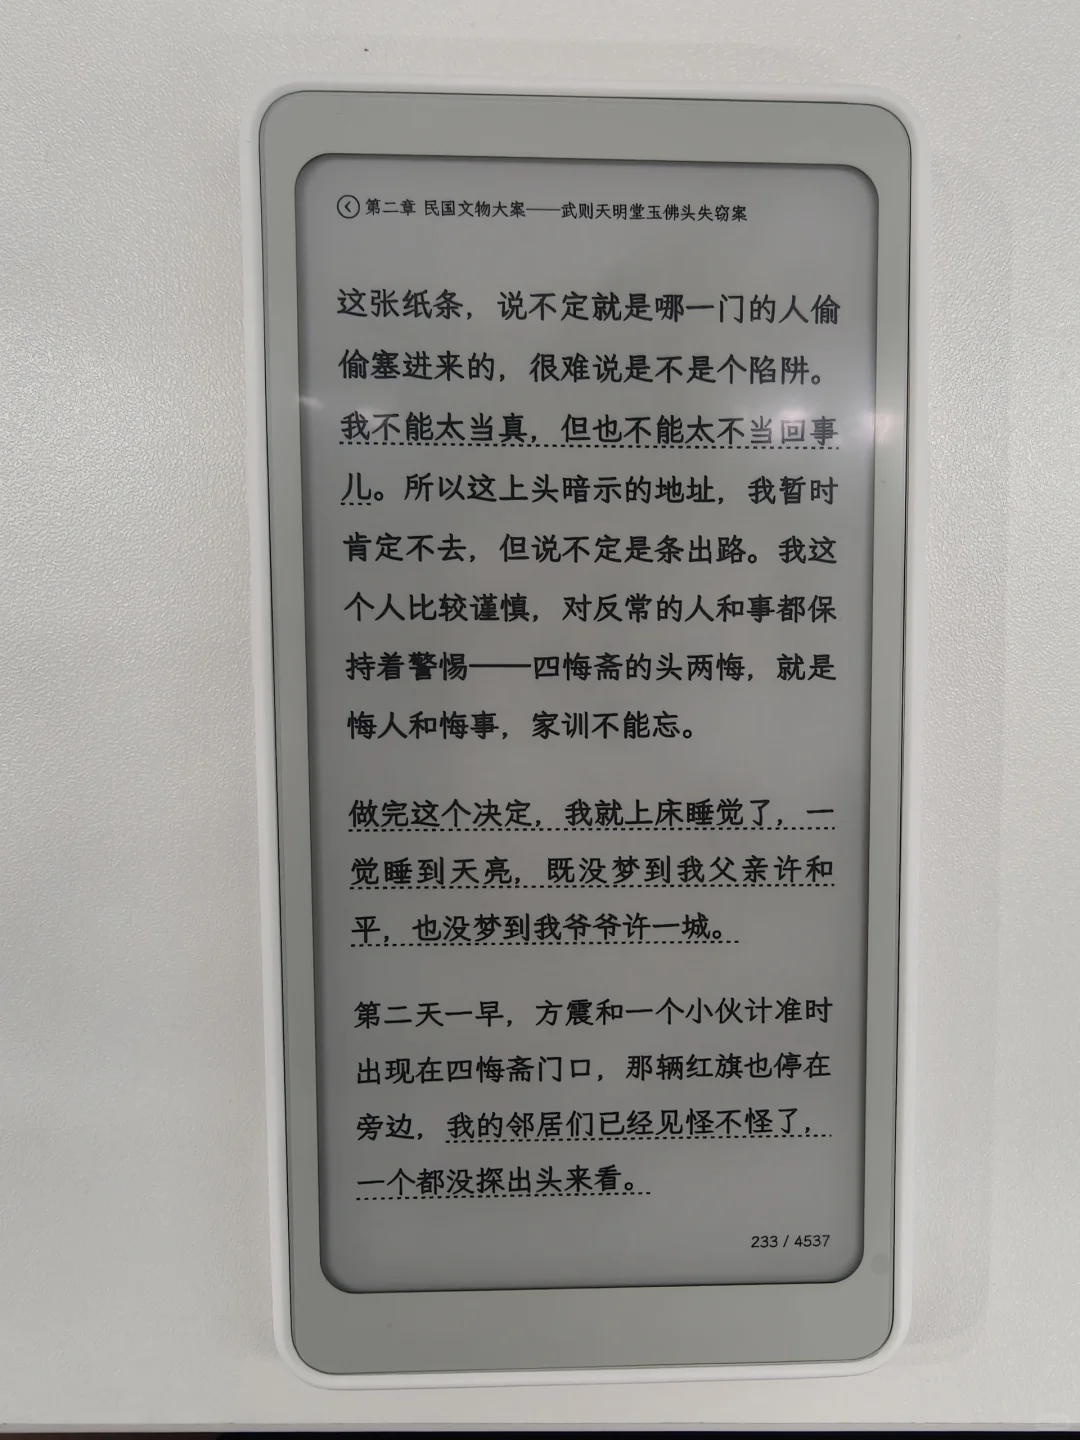 第二章 民国文物大案——武则天明堂玉佛头失窃案
这张纸条，说不定就是哪一门的人偷
偷塞进来的，很难说是不是个陷阱。
我不能太当真，但也不能太不当回事
儿。所以这上头暗示的地址，我暂时
肯定不去，但说不定是条出路。我这
个人比较谨慎，对反常的人和事都保
持着警惕——四悔斋的头两悔，就是
悔人和悔事，家训不能忘。
做完这个决定，我就上床睡觉了，一
觉睡到天亮，既没梦到我父亲许和
平，也没梦到我爷爷许一城。
第二天一早，方震和一个小伙计准时
出现在四悔斋门口，那辆红旗也停在
旁边，我的邻居们已经见怪不怪了，
一个都没探出头来看。
233 / 4537